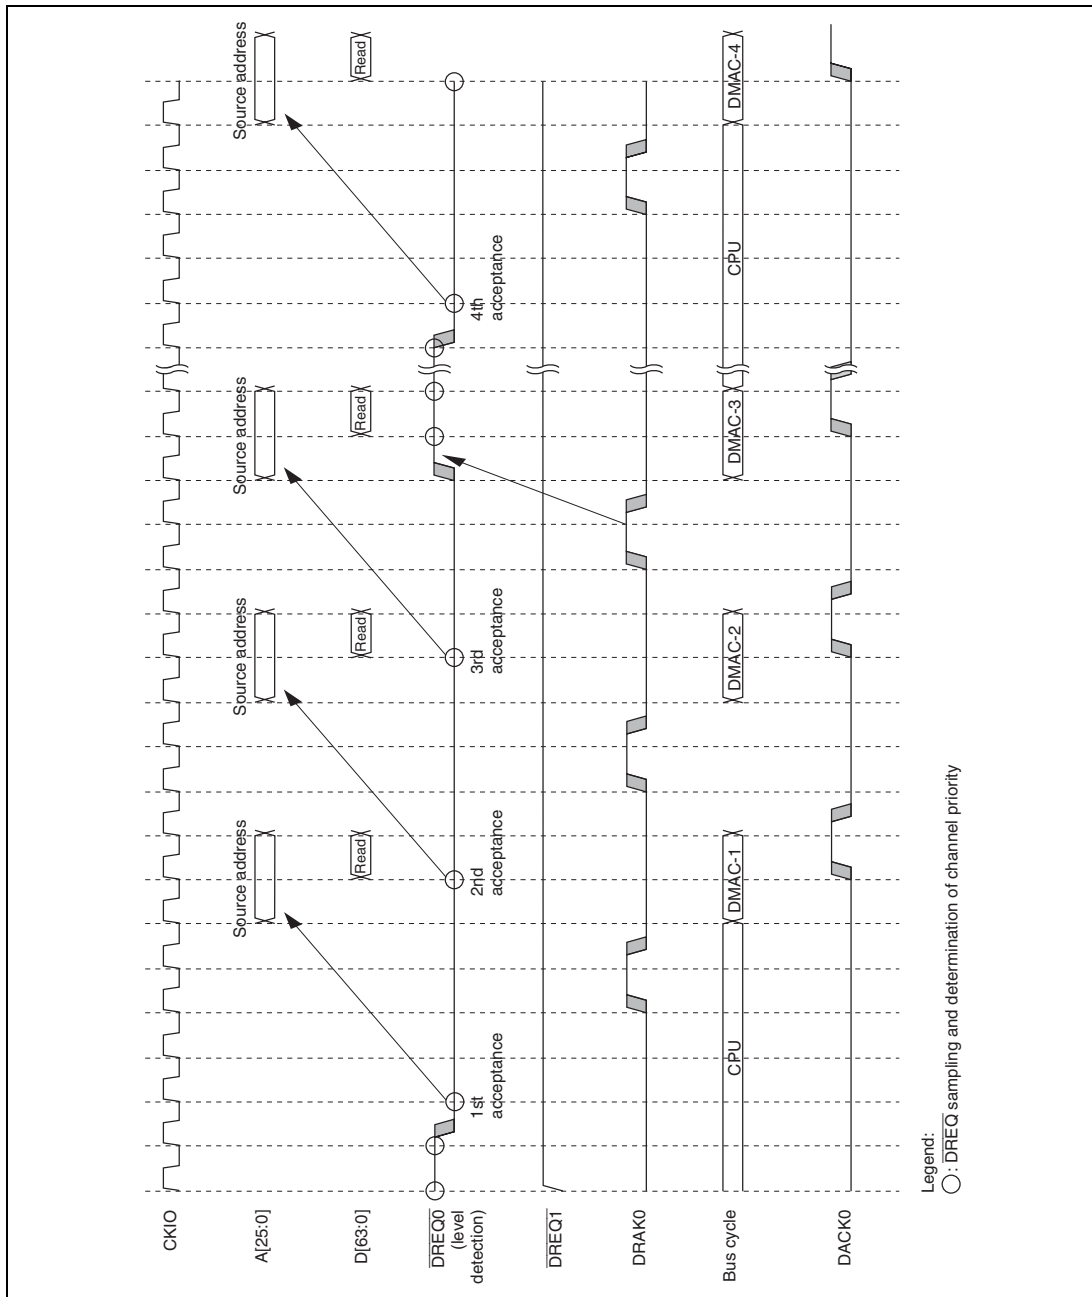 CKIO
A[25:0]
Source address
Source address
Source address
Source address
D[63:0]
Read
Read
Read
Read
DREQ0
(level
detection)
1st
acceptance
2nd
acceptance
3rd
acceptance
4th
acceptance
DREQ1
DRAK0
Bus cycle
CPU
DMAC-1
DMAC-2
DMAC-3
CPU
DMAC-4
DACK0
Legend:
○: DREQ sampling and determination of channel priority